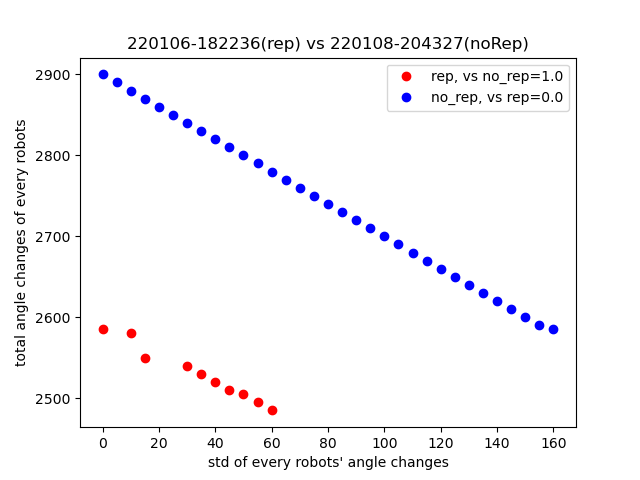 220106-182236(rep) vs 220108-204327(noRep)
rep, vs no_rep=1.0
no_rep, vs rep=0.0
total angle changes of every robots
2900
2800
2700
2600
2500
0 20 40 60 80 100 120 140 160
std of every robots' angle changes